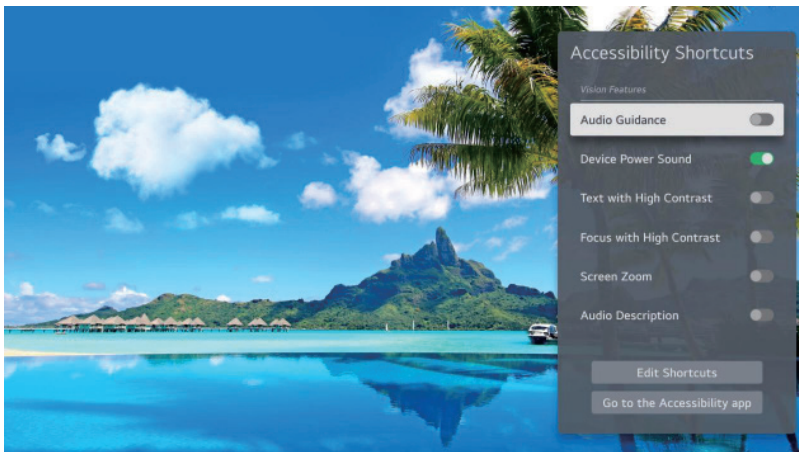 Accessibility Shortcuts
Vision Features
Audio Guidance
Device Power Sound
Text with High Contrast
Focus with High Contrast
Screen Zoom
Audio Description
Edit Shortcuts
Go to the Accessibility app